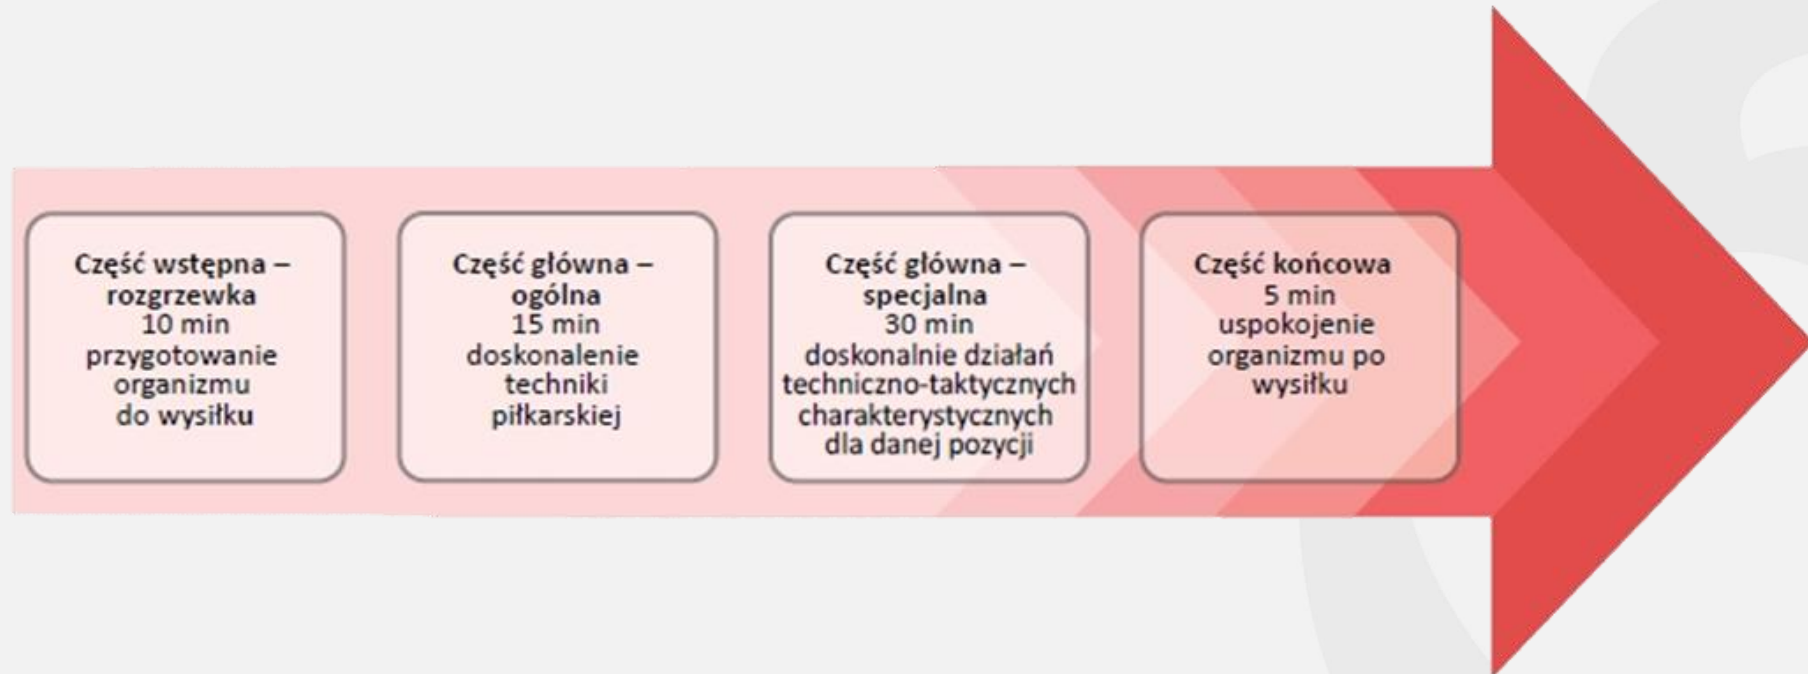 Część wstępna –
rozgrzewka
10 min
przygotowanie
organizmu
do wysiłku
Część główna –
ogólna
15 min
doskonalenie
techniki
piłkarskiej
Część główna –
specjalna
30 min
doskonalnie działań
techniczno-taktycznych
charakterystycznych
dla danej pozycji
Część końcowa
5 min
uspokojenie
organizmu po
wysiłku